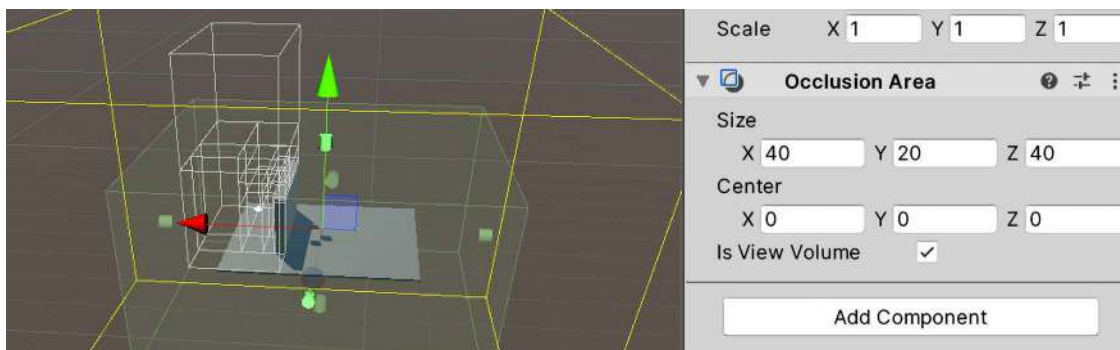 Scale X 1 Y 1 Z 1
Occlusion Area
Size
X 40 Y 20 Z 40
Center
X 0 Y 0 Z 0
Is View Volume
Add Component